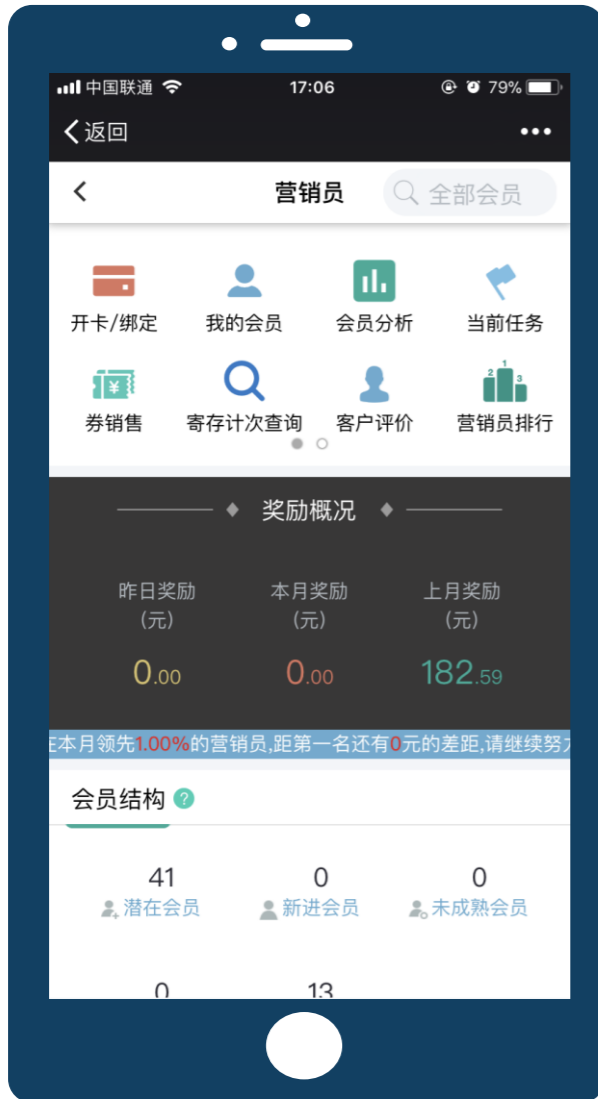 中国联通 17:06 79%
返回
营销员 全部会员
开卡/绑定 我的会员 会员分析 当前任务
¥ 2 1 3
券销售 寄存计次查询 客户评价 营销员排行
奖励概况
昨日奖励 本月奖励 上月奖励
(元) (元) (元)
0.00 0.00 182.59
本月领先1.00%的营销员,距第一名还有0元的差距,请继续努
会员结构 ?
41 0 0
潜在会员 新进会员 未成熟会员
0 13